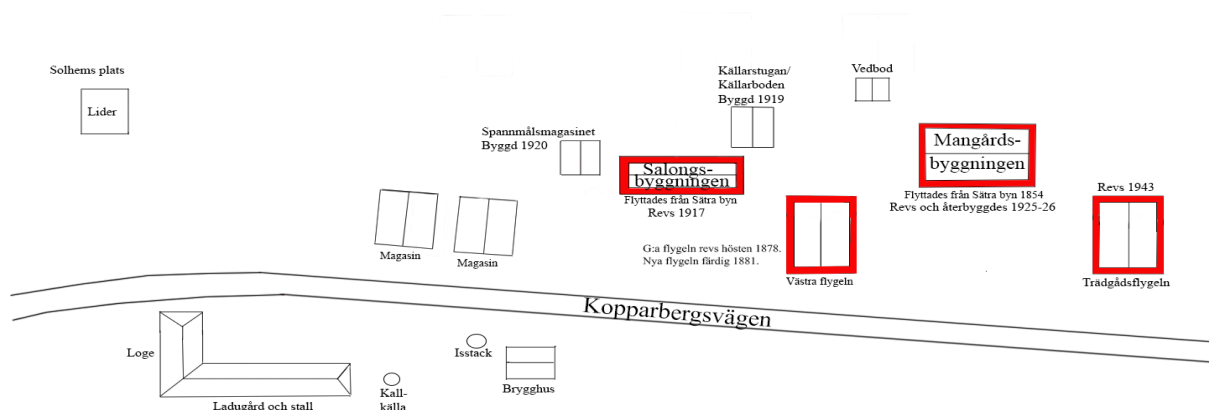 Solhems plats
Lider
Spannmålsmagasinet
Byggd 1920
Källarstugan/
Källarboden
Byggd 1919
Vedbod
Salongs-
byggningen
Flyttades från Sätra byn
Revs 1917
Mangårds-
byggningen
Flyttades från Sätra byn 1854
Revs och återbyggdes 1925-26
Revs 1943
Magasin
Magasin
G:a flygeln revs hösten 1878.
Nya flygeln färdig 1881.
Västra flygeln
Trädgådsflygeln
Kopparbergsvägen
Loge
Isstack
Brygghus
Kall-
källa
Ladugård och stall